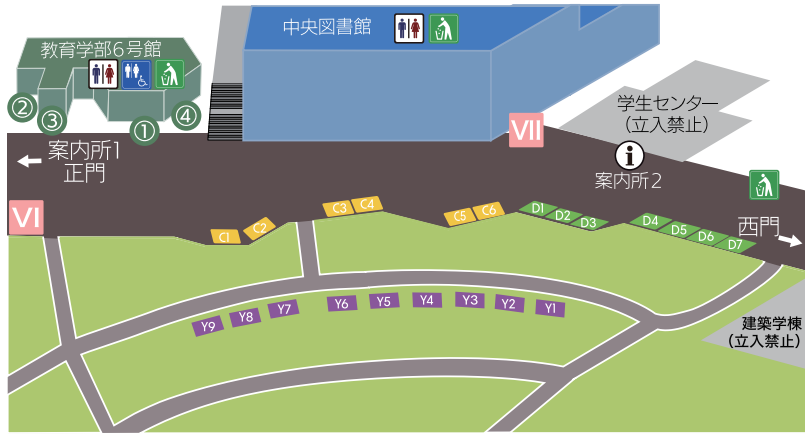 中央図書館
教育学部6号館
②
③
①
④
学生センター
(立入禁止)
VII
案内所1
正門
案内所2
VI
西門
C1
C2
C3
C4
C5
C6
D1
D2
D3
D4
D5
D6
D7
Y9
Y8
Y7
Y6
Y5
Y4
Y3
Y2
Y1
建築学棟
(立入禁止)